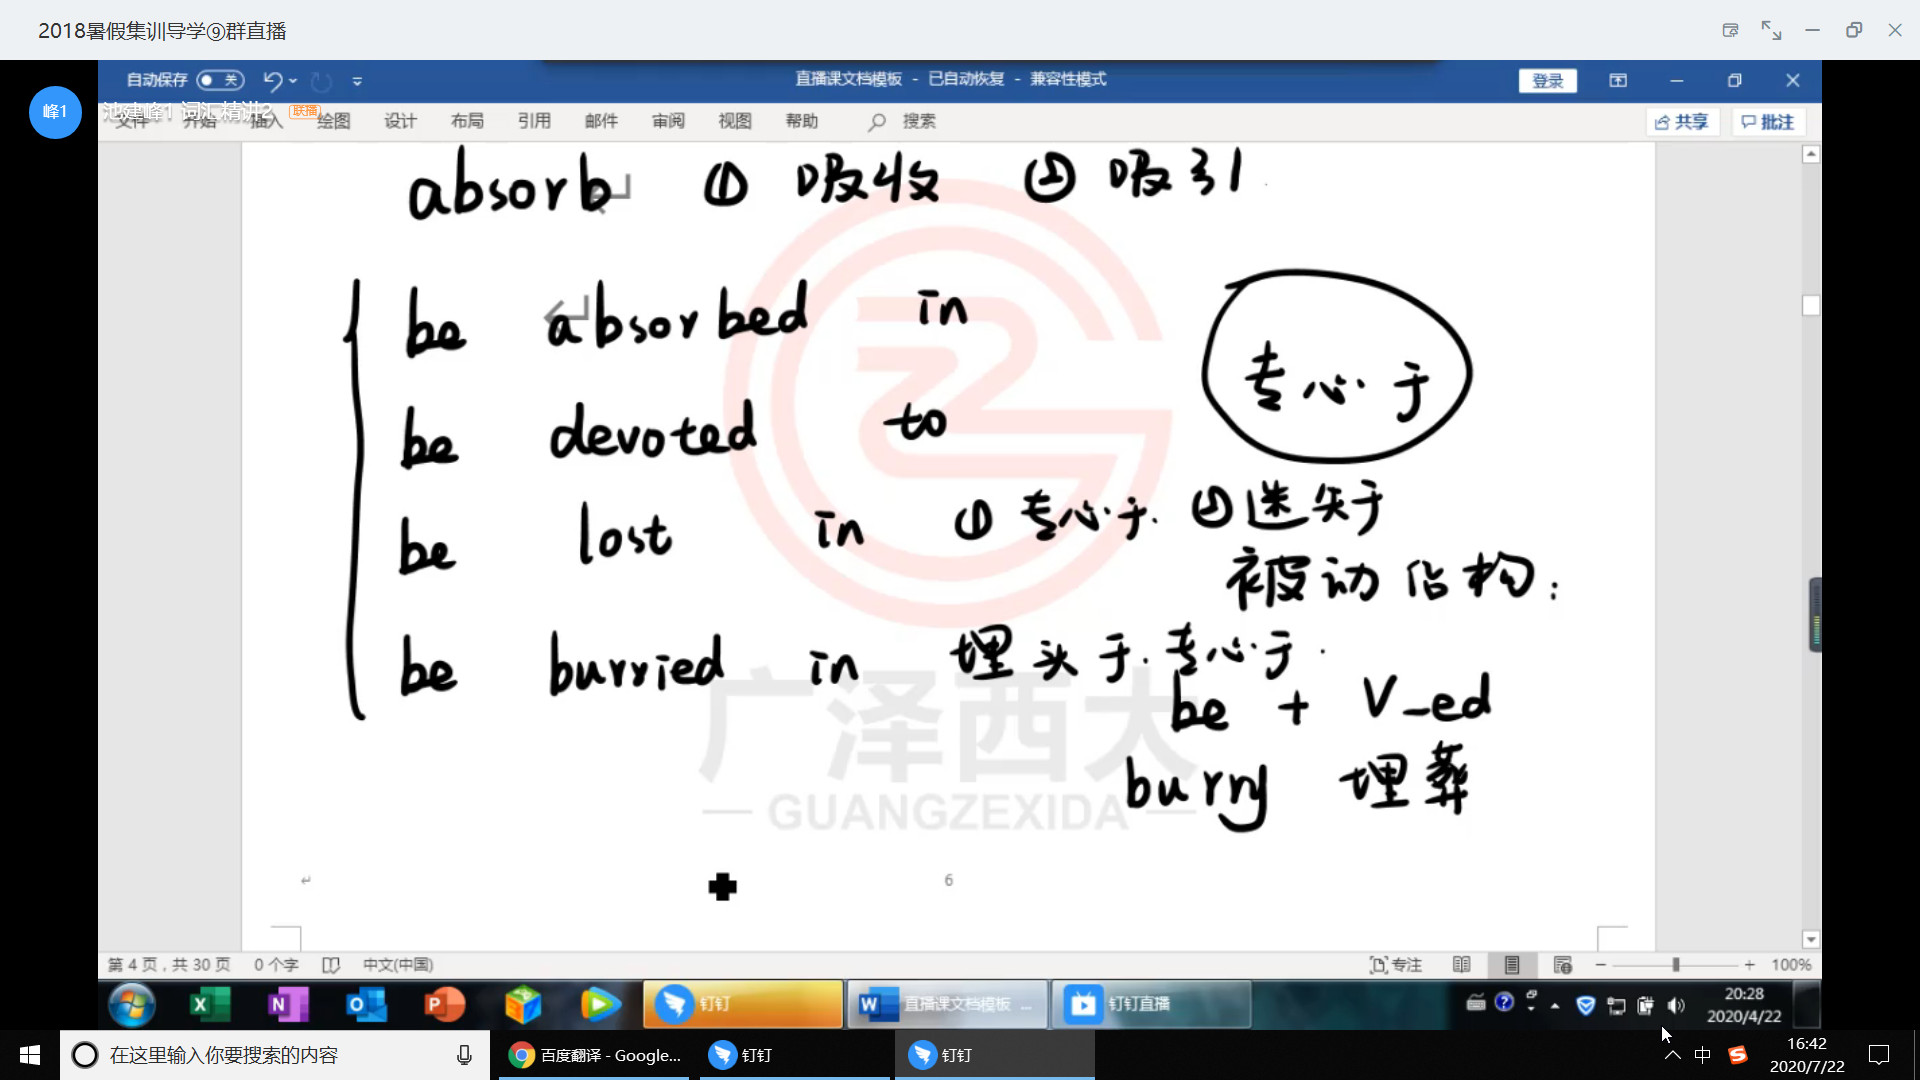 2018暑假集训导学⑨群直播
自动保存 关
直播课文档模板 - 已自动恢复 - 兼容性模式
登录
峰1
池建峰1 词汇精讲2 联播
文件 开始 插入 绘图 设计 布局 引用 邮件 审阅 视图 帮助 搜索
共享 批注
absorb ① 吸收 ② 吸引
be absorbed in
专心于
be devoted to
be lost in ① 专心于. ② 迷失于
被动结构:
be burried in 埋头于. 专心于.
be + V-ed
burry 埋葬
广泽西大
— GUANGZEXIDA —
6
第 4 页，共 30 页 0 个字 中文(中国)
专注 100%
钉钉 直播课文档模板 ... 钉钉直播
20:28
2020/4/22
在这里输入你要搜索的内容
百度翻译 - Google... 钉钉 钉钉
中
16:42
2020/7/22